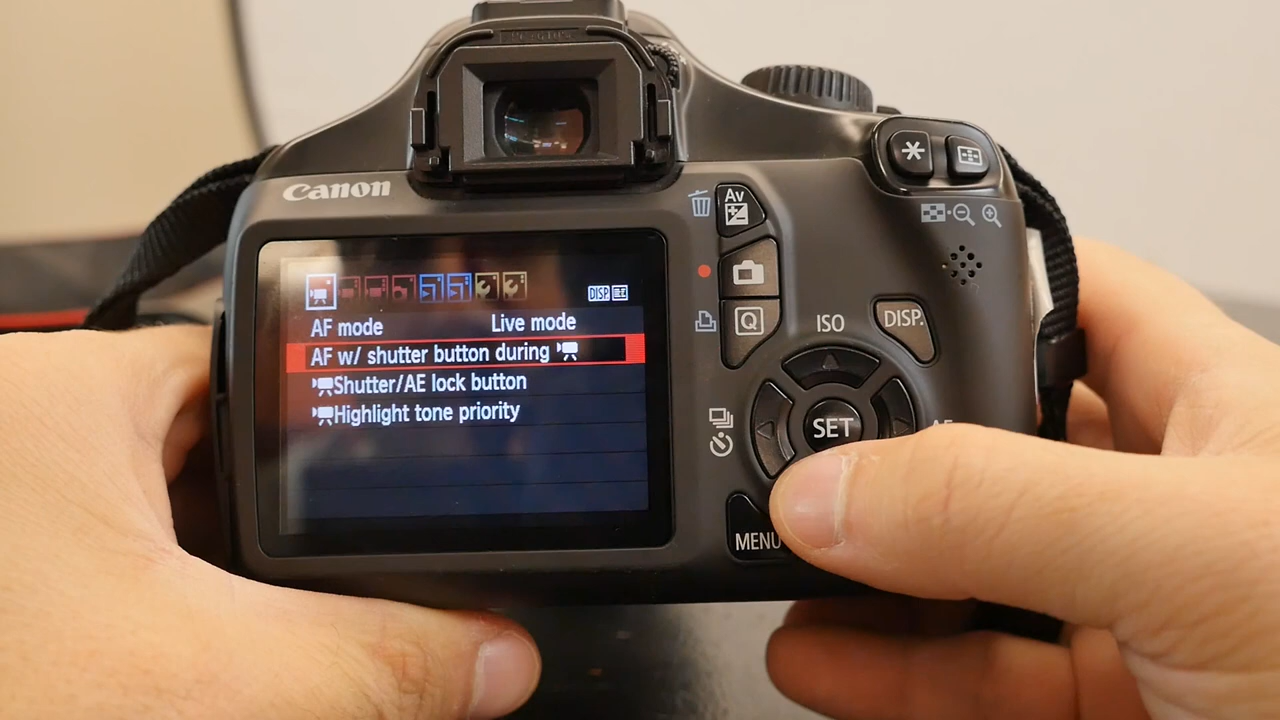 Canon
Av
DISP.
AF mode Live mode
AF w/ shutter button during
Shutter/AE lock button
Highlight tone priority
Q
ISO
DISP.
SET
MENU